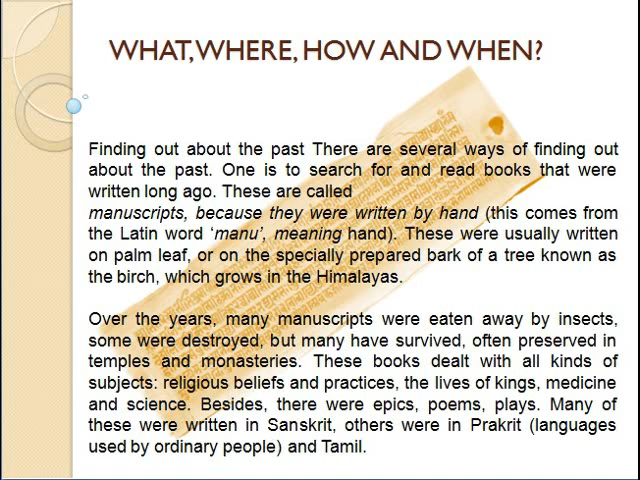 WHAT, WHERE, HOW AND WHEN?
Finding out about the past There are several ways of finding out
about the past. One is to search for and read books that were
written long ago. These are called
manuscripts, because they were written by hand (this comes from
the Latin word ‘manu’, meaning hand). These were usually written
on palm leaf, or on the specially prepared bark of a tree known as
the birch, which grows in the Himalayas.
Over the years, many manuscripts were eaten away by insects,
some were destroyed, but many have survived, often preserved in
temples and monasteries. These books dealt with all kinds of
subjects: religious beliefs and practices, the lives of kings, medicine
and science. Besides, there were epics, poems, plays. Many of
these were written in Sanskrit, others were in Prakrit (languages
used by ordinary people) and Tamil.